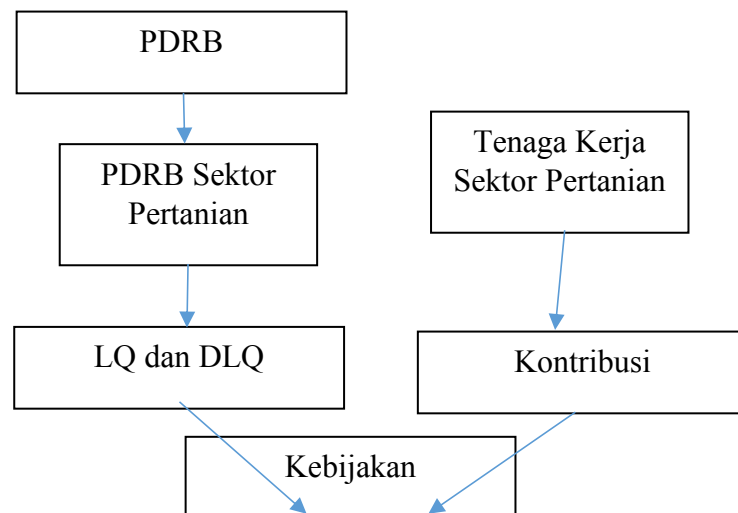 PDRB
PDRB Sektor
Pertanian
Tenaga Kerja
Sektor Pertanian
LQ dan DLQ
Kontribusi
Kebijakan